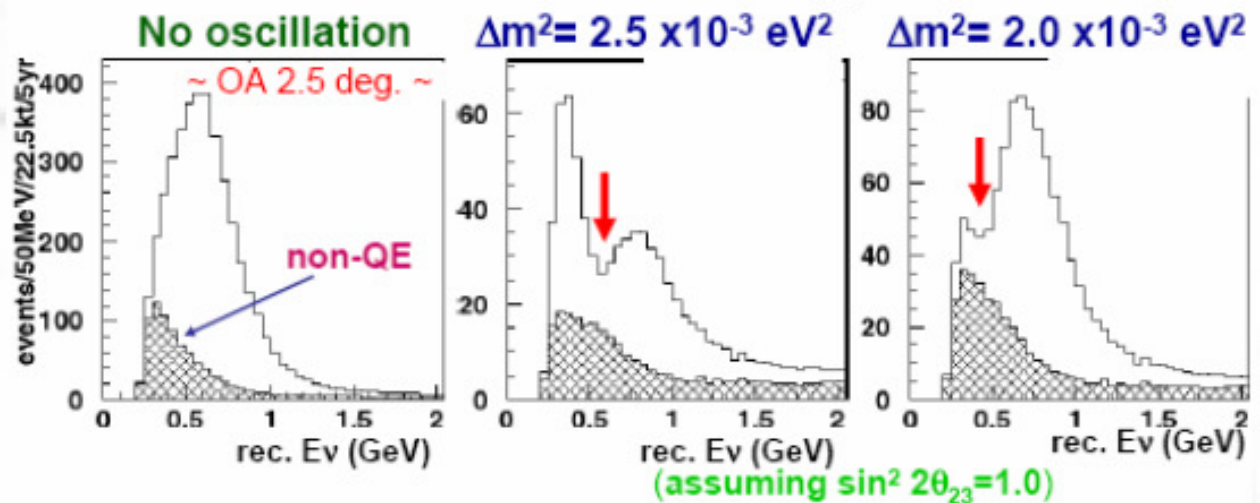 No oscillation
Δm²= 2.5 x10⁻³ eV²
Δm²= 2.0 x10⁻³ eV²
~ OA 2.5 deg. ~
events/50MeV/22.5kt/5yr
400
300
200
100
0
non-QE
0 0.5 1 1.5 2
rec. Eν (GeV)
60
40
20
0
0 0.5 1 1.5 2
rec. Eν (GeV)
80
60
40
20
0
0 0.5 1 1.5 2
rec. Eν (GeV)
(assuming sin² 2θ₂₃=1.0)